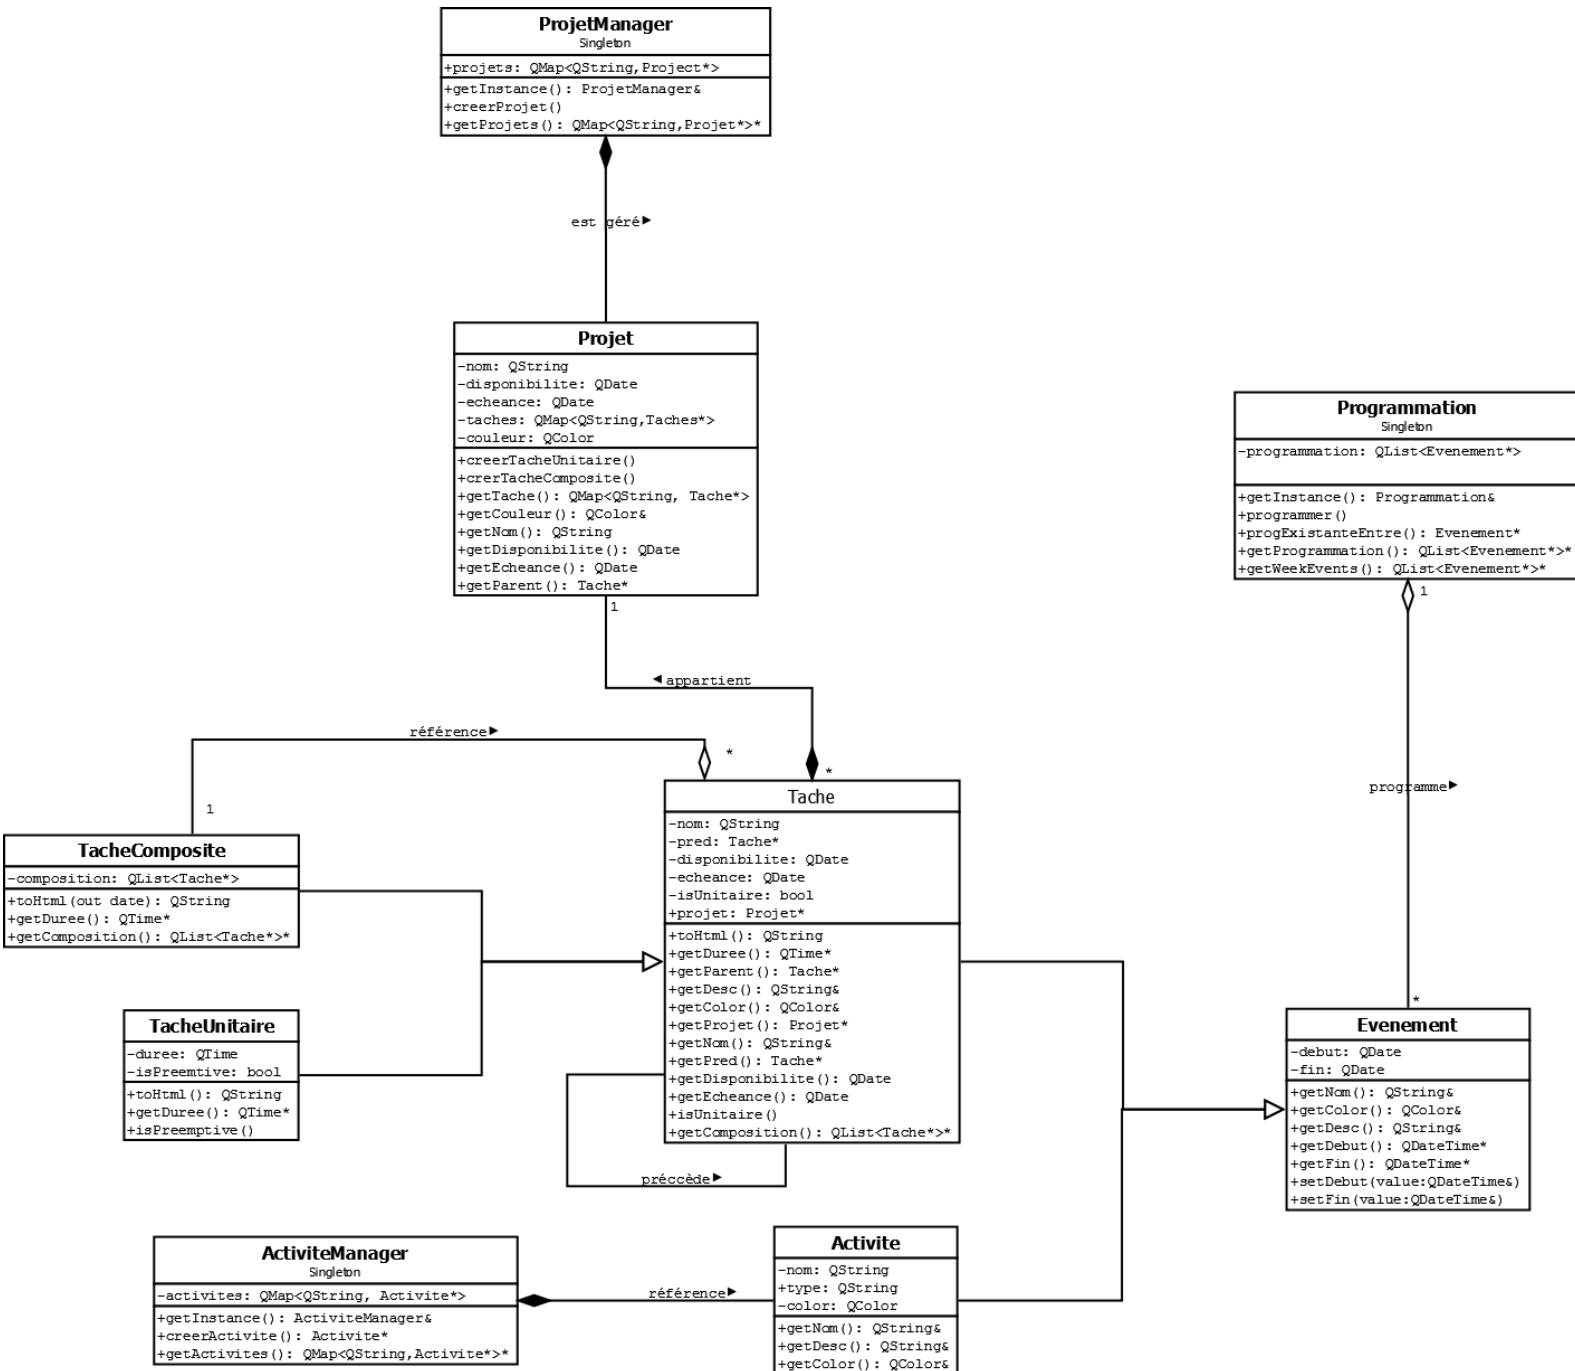 ProjetManager
Singleton
+projets: QMap<QString,Project*>
+getInstance(): ProjetManager&
+creerProjet()
+getProjets(): QMap<QString,Projet*>*
est géré►
Projet
-nom: QString
-disponibilite: QDate
-echeance: QDate
-taches: QMap<QString,Taches*>
-couleur: QColor
+creerTacheUnitaire()
+crerTacheComposite()
+getTache(): QMap<QString, Tache*>
+getCouleur(): QColor&
+getNom(): QString
+getDisponibilite(): QDate
+getEcheance(): QDate
+getParent(): Tache*
1
◄appartient
*
Programmation
Singleton
-programmation: QList<Evenement*>
+getInstance(): Programmation&
+programmer()
+progExistanteEntre(): Evenement*
+getProgrammation(): QList<Evenement*>*
+getWeekEvents(): QList<Evenement*>*
1
programme►
*
référence►
*
1
TacheComposite
-composition: QList<Tache*>
+toHtml(out date): QString
+getDuree(): QTime*
+getComposition(): QList<Tache*>*
TacheUnitaire
-duree: QTime
-isPreemtive: bool
+toHtml(): QString
+getDuree(): QTime*
+isPreemptive()
Tache
-nom: QString
-pred: Tache*
-disponibilite: QDate
-echeance: QDate
-isUnitaire: bool
+projet: Projet*
+toHtml(): QString
+getDuree(): QTime*
+getParent(): Tache*
+getDesc(): QString&
+getColor(): QColor&
+getProjet(): Projet*
+getNom(): QString&
+getPred(): Tache*
+getDisponibilite(): QDate
+getEcheance(): QDate
+isUnitaire()
+getComposition(): QList<Tache*>*
préccède►
Evenement
-debut: QDate
-fin: QDate
+getNom(): QString&
+getColor(): QColor&
+getDesc(): QString&
+getDebut(): QDateTime*
+getFin(): QDateTime*
+setDebut(value:QDateTime&)
+setFin(value:QDateTime&)
ActiviteManager
Singleton
-activites: QMap<QString, Activite*>
+getInstance(): ActiviteManager&
+creerActivite(): Activite*
+getActivites(): QMap<QString,Activite*>*
référence►
Activite
-nom: QString
+type: QString
-color: QColor
+getNom(): QString&
+getDesc(): QString&
+getColor(): QColor&